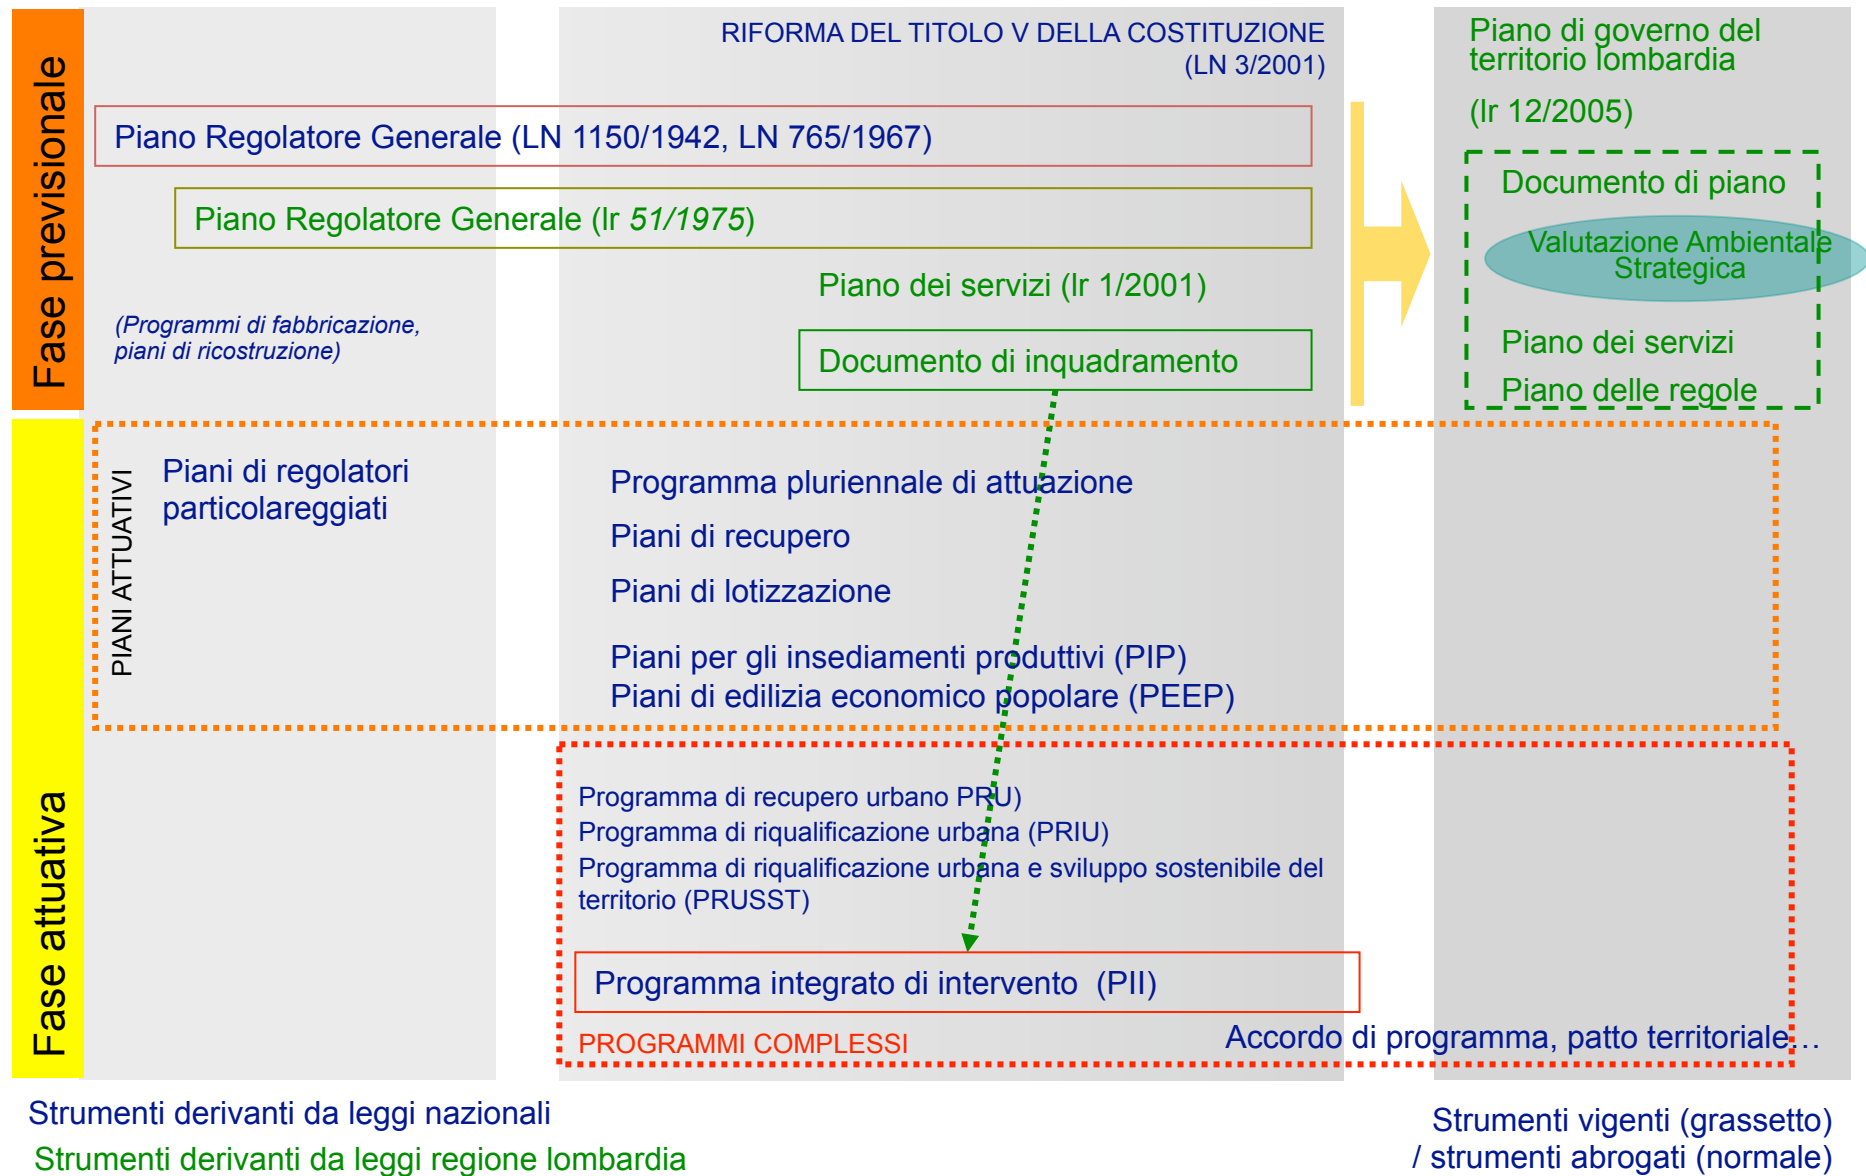 Fase previsionale
RIFORMA DEL TITOLO V DELLA COSTITUZIONE
(LN 3/2001)
Piano di governo del
territorio lombardia
(lr 12/2005)
Piano Regolatore Generale (LN 1150/1942, LN 765/1967)
Piano Regolatore Generale (lr 51/1975)
Piano dei servizi (lr 1/2001)
(Programmi di fabbricazione,
piani di ricostruzione)
Documento di inquadramento
Documento di piano
Valutazione Ambientale
Strategica
Piano dei servizi
Piano delle regole
Fase attuativa
PIANI ATTUATIVI
Piani di regolatori
particolareggiati
Programma pluriennale di attuazione
Piani di recupero
Piani di lotizzazione
Piani per gli insediamenti produttivi (PIP)
Piani di edilizia economico popolare (PEEP)
Programma di recupero urbano PRU)
Programma di riqualificazione urbana (PRIU)
Programma di riqualificazione urbana e sviluppo sostenibile del
territorio (PRUSST)
Programma integrato di intervento (PII)
PROGRAMMI COMPLESSI
Accordo di programma, patto territoriale…
Strumenti derivanti da leggi nazionali
Strumenti derivanti da leggi regione lombardia
Strumenti vigenti (grassetto)
/ strumenti abrogati (normale)